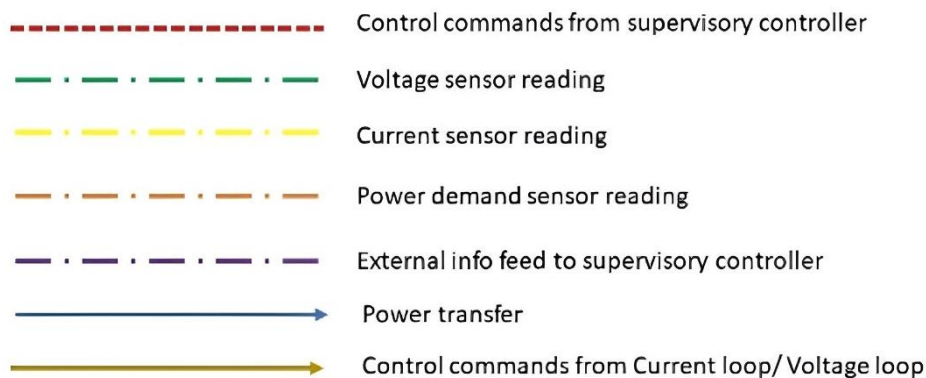 Control commands from supervisory controller
Voltage sensor reading
Current sensor reading
Power demand sensor reading
External info feed to supervisory controller
Power transfer
Control commands from Current loop/ Voltage loop